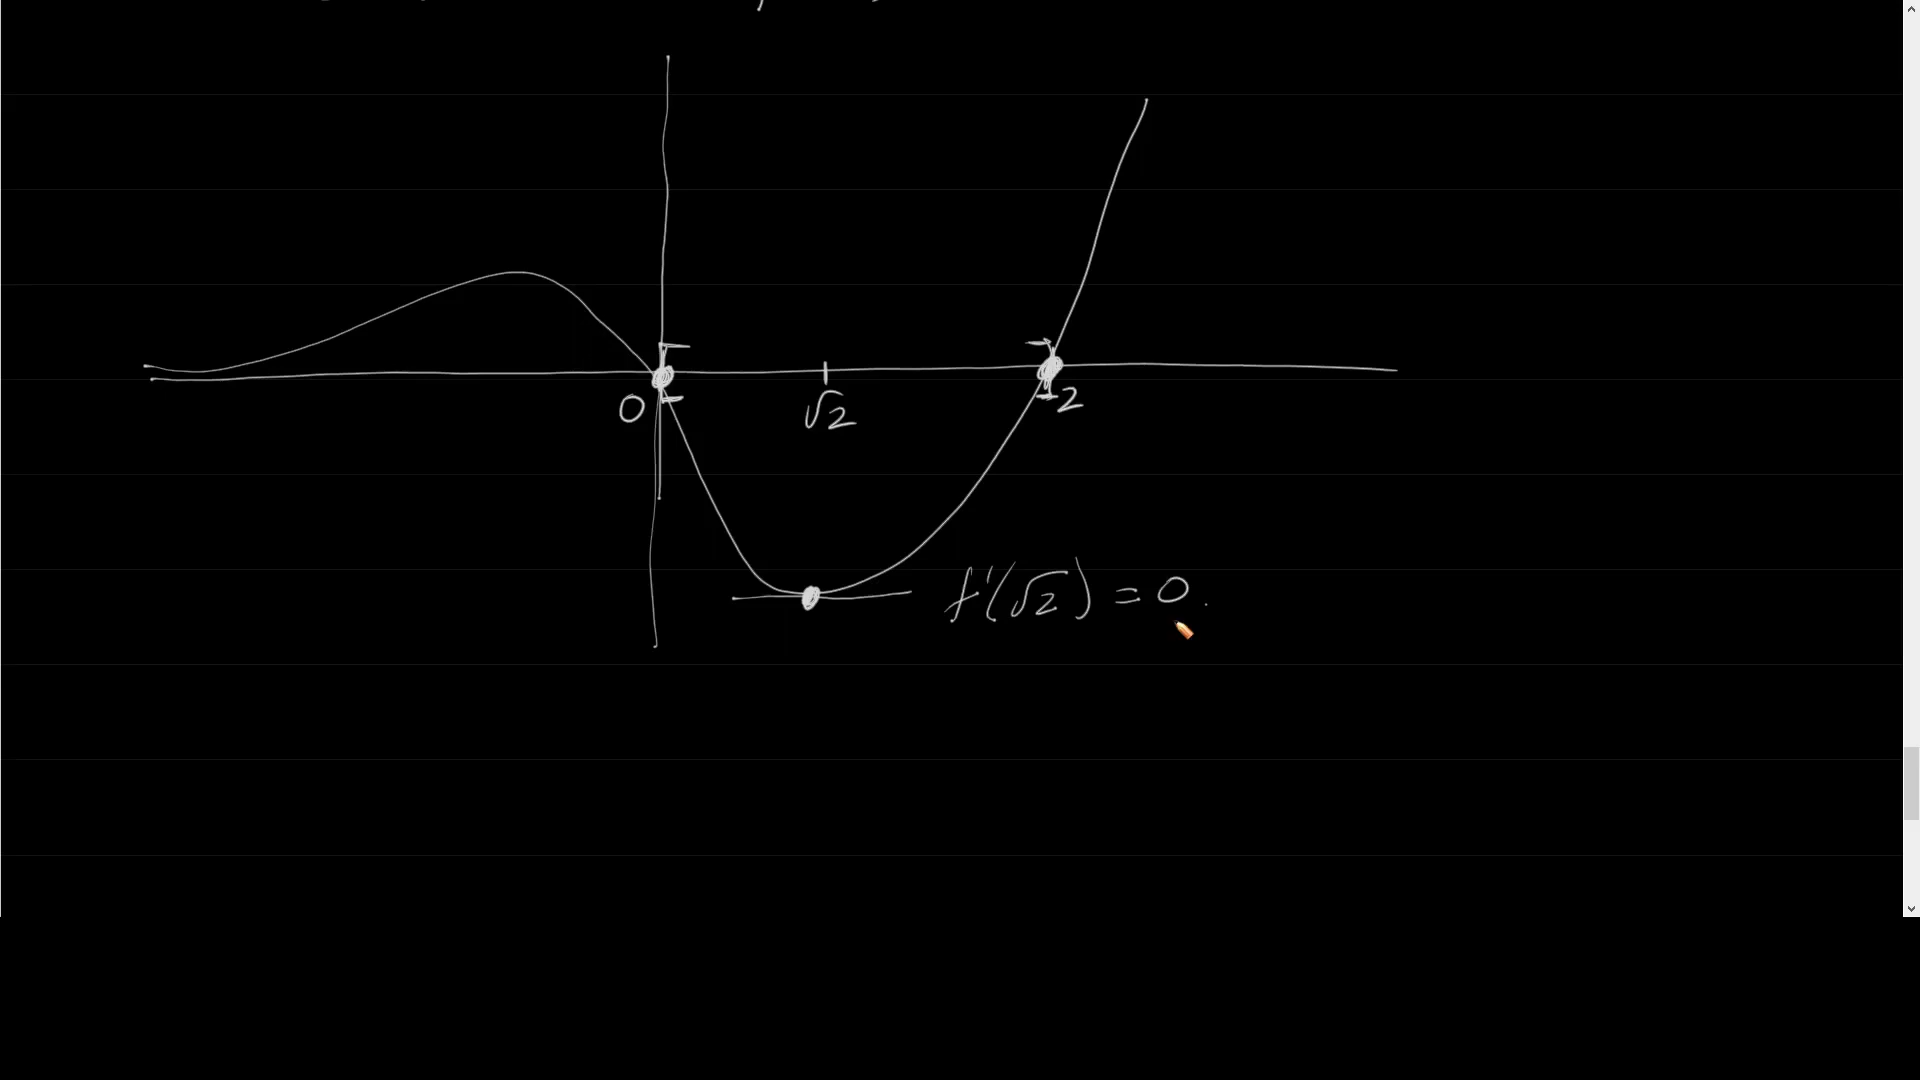 0
√2
2
f'(√2) = 0.